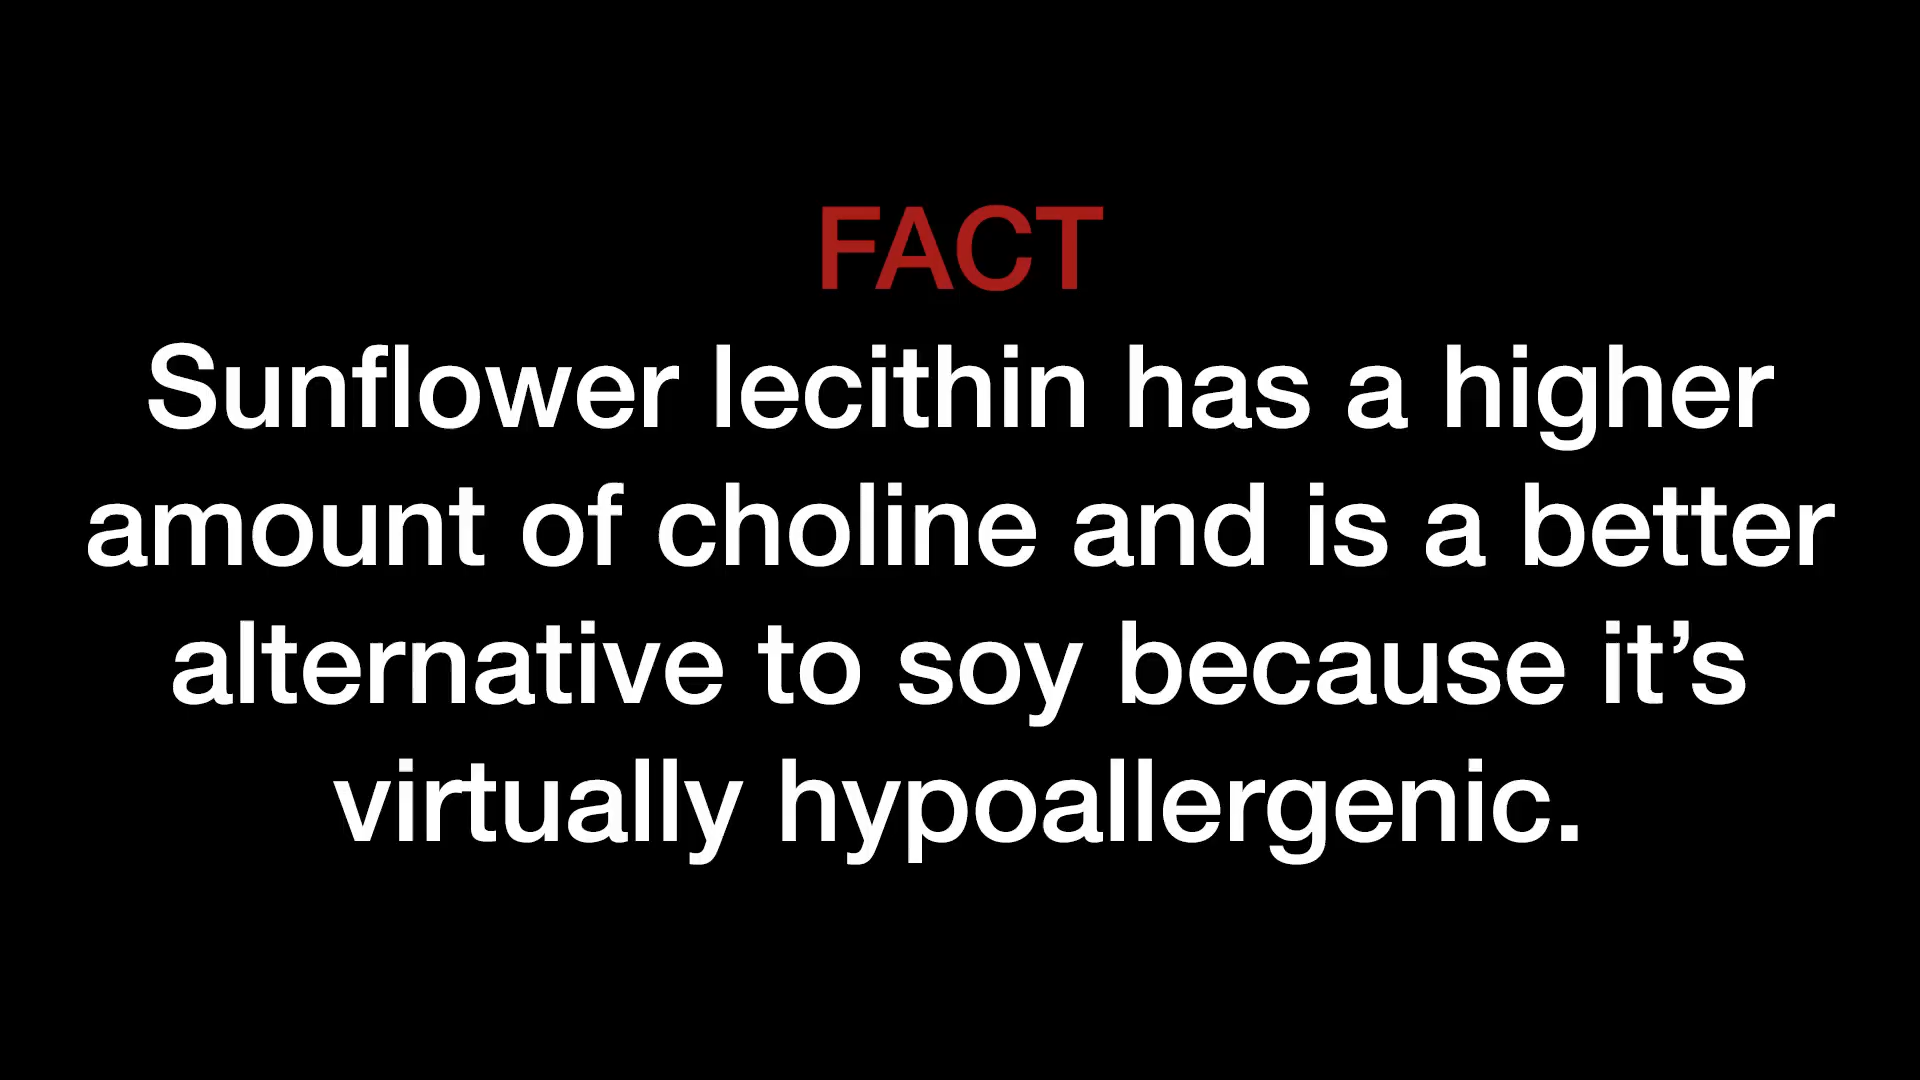 FACT
Sunflower lecithin has a higher
amount of choline and is a better
alternative to soy because it’s
virtually hypoallergenic.